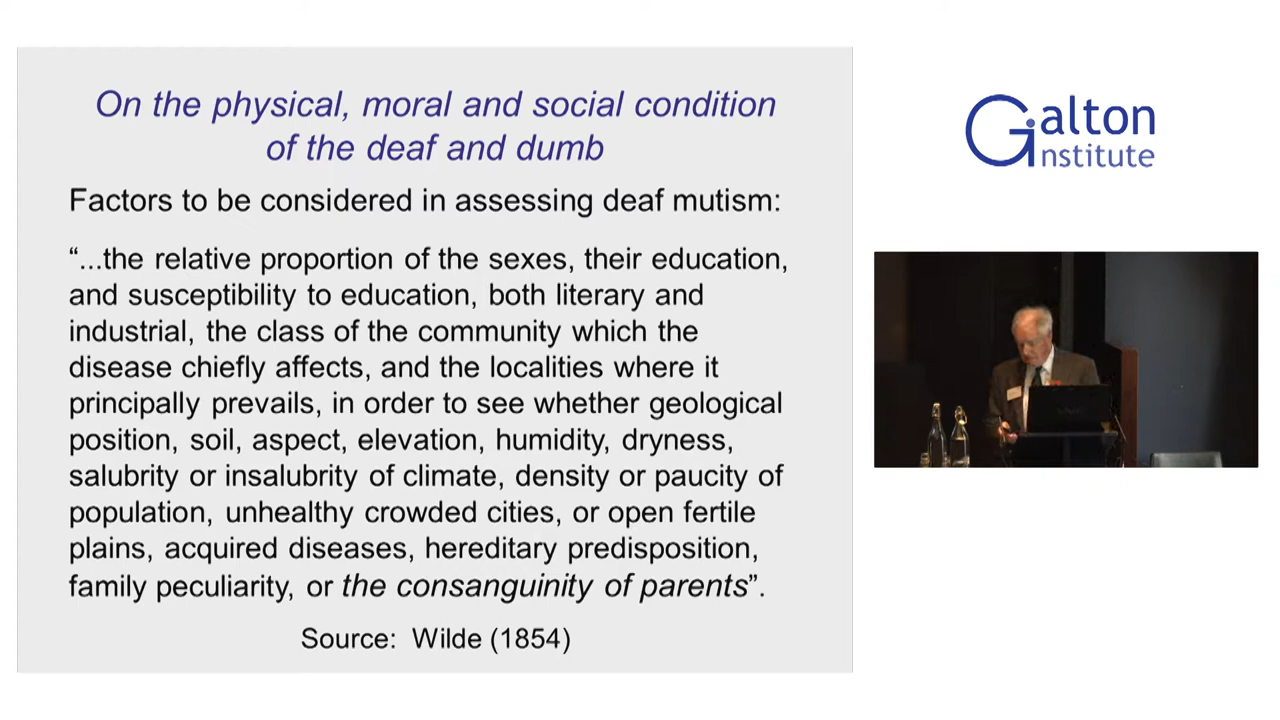 On the physical, moral and social condition
of the deaf and dumb
Factors to be considered in assessing deaf mutism:
“...the relative proportion of the sexes, their education,
and susceptibility to education, both literary and
industrial, the class of the community which the
disease chiefly affects, and the localities where it
principally prevails, in order to see whether geological
position, soil, aspect, elevation, humidity, dryness,
salubrity or insalubrity of climate, density or paucity of
population, unhealthy crowded cities, or open fertile
plains, acquired diseases, hereditary predisposition,
family peculiarity, or the consanguinity of parents”.
Source: Wilde (1854)
Galton
Institute